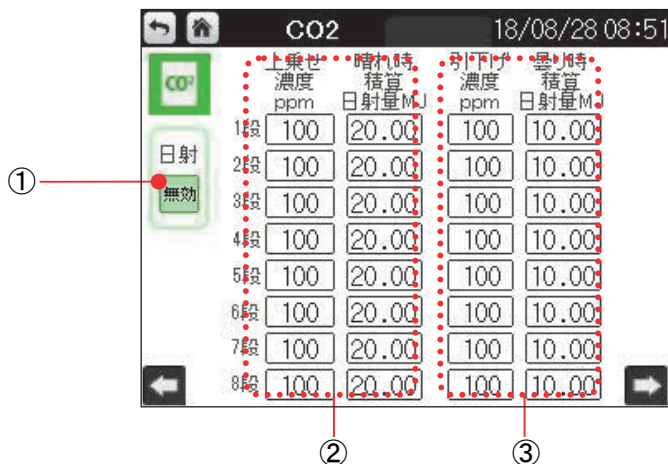 CO2 18/08/28 08:51
CO²
上乗せ 晴れ時 引下げ 曇り時
濃度 積算 濃度 積算
ppm 日射量MJ ppm 日射量MJ
日射
無効
1段 100 20.00 100 10.00
2段 100 20.00 100 10.00
3段 100 20.00 100 10.00
4段 100 20.00 100 10.00
5段 100 20.00 100 10.00
6段 100 20.00 100 10.00
7段 100 20.00 100 10.00
8段 100 20.00 100 10.00
①
② ③